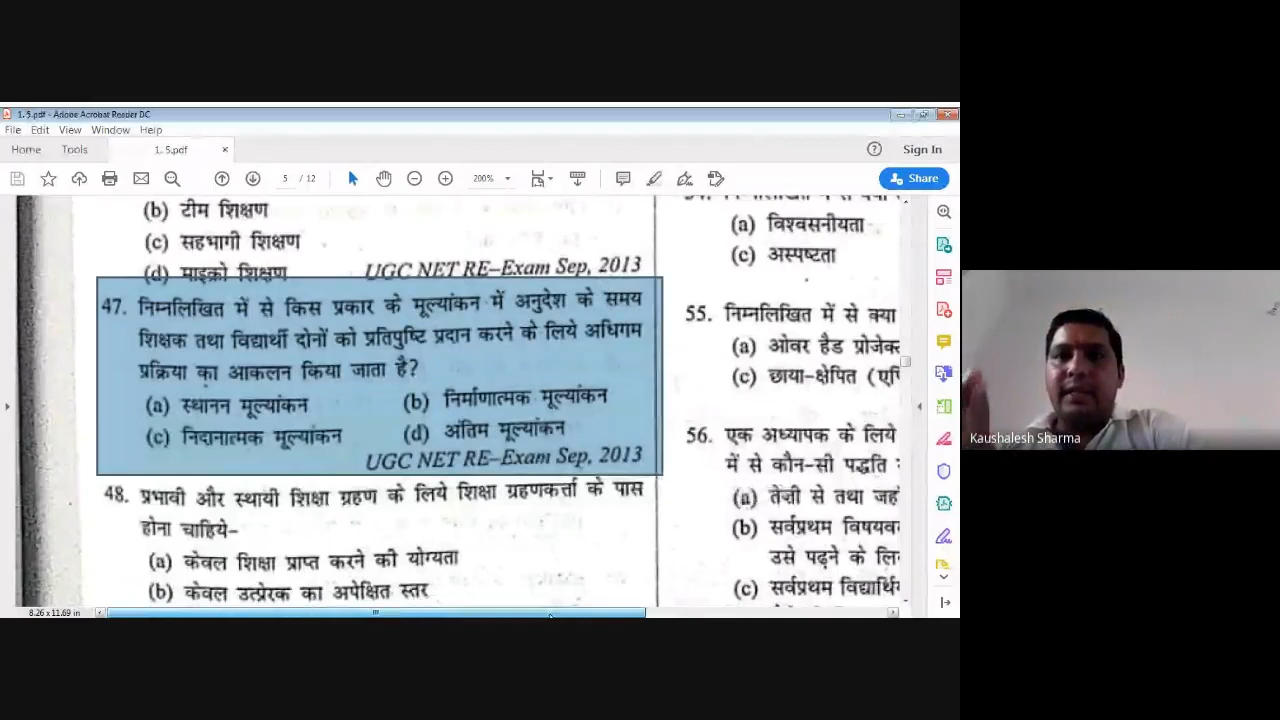 1. 5.pdf - Adobe Acrobat Reader DC
File Edit View Window Help
Home Tools 1. 5.pdf × Sign In
5 / 12 200% Share
(b) टीम शिक्षण
(c) सहभागी शिक्षण
(d) माइक्रो शिक्षण UGC NET RE–Exam Sep, 2013
47. निम्नलिखित में से किस प्रकार के मूल्यांकन में अनुदेश के समय
शिक्षक तथा विद्यार्थी दोनों को प्रतिपुष्टि प्रदान करने के लिये अधिगम
प्रक्रिया का आकलन किया जाता है?
(a) स्थानन मूल्यांकन (b) निर्माणात्मक मूल्यांकन
(c) निदानात्मक मूल्यांकन (d) अंतिम मूल्यांकन
UGC NET RE–Exam Sep, 2013
48. प्रभावी और स्थायी शिक्षा ग्रहण के लिये शिक्षा ग्रहणकर्त्ता के पास
होना चाहिये–
(a) केवल शिक्षा प्राप्त करने की योग्यता
(b) केवल उत्प्रेरक का अपेक्षित स्तर
(a) विश्वसनीयता
(c) अस्पष्टता
55. निम्नलिखित में से क्या
(a) ओवर हैड प्रोजेक्
(c) छाया-क्षेपित (एपि
56. एक अध्यापक के लिये
में से कौन-सी पद्धति
(a) तेजी से तथा जहाँ
(b) सर्वप्रथम विषयव
उसे पढ़ने के लि
(c) सर्वप्रथम विद्यार्थि
8.26 x 11.69 in
Kaushalesh Sharma